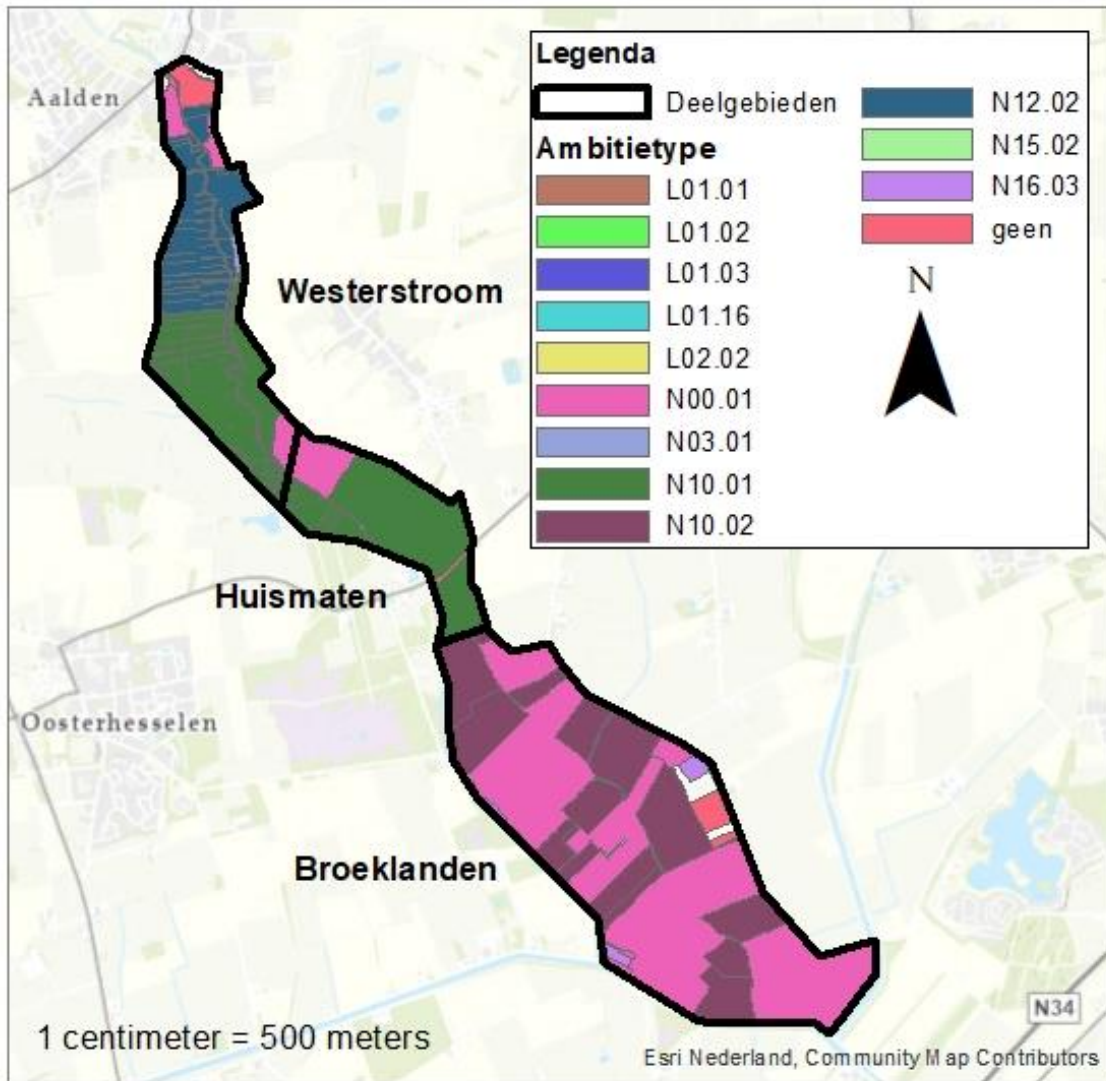 Aalden
Legenda
Deelgebieden
Ambitietype
L01.01
L01.02
L01.03
L01.16
L02.02
N00.01
N03.01
N10.01
N10.02
N12.02
N15.02
N16.03
geen
N
Westerstroom
Huismaten
Oosterhesselen
Broeklanden
N34
1 centimeter = 500 meters
Esri Nederland, Community Map Contributors